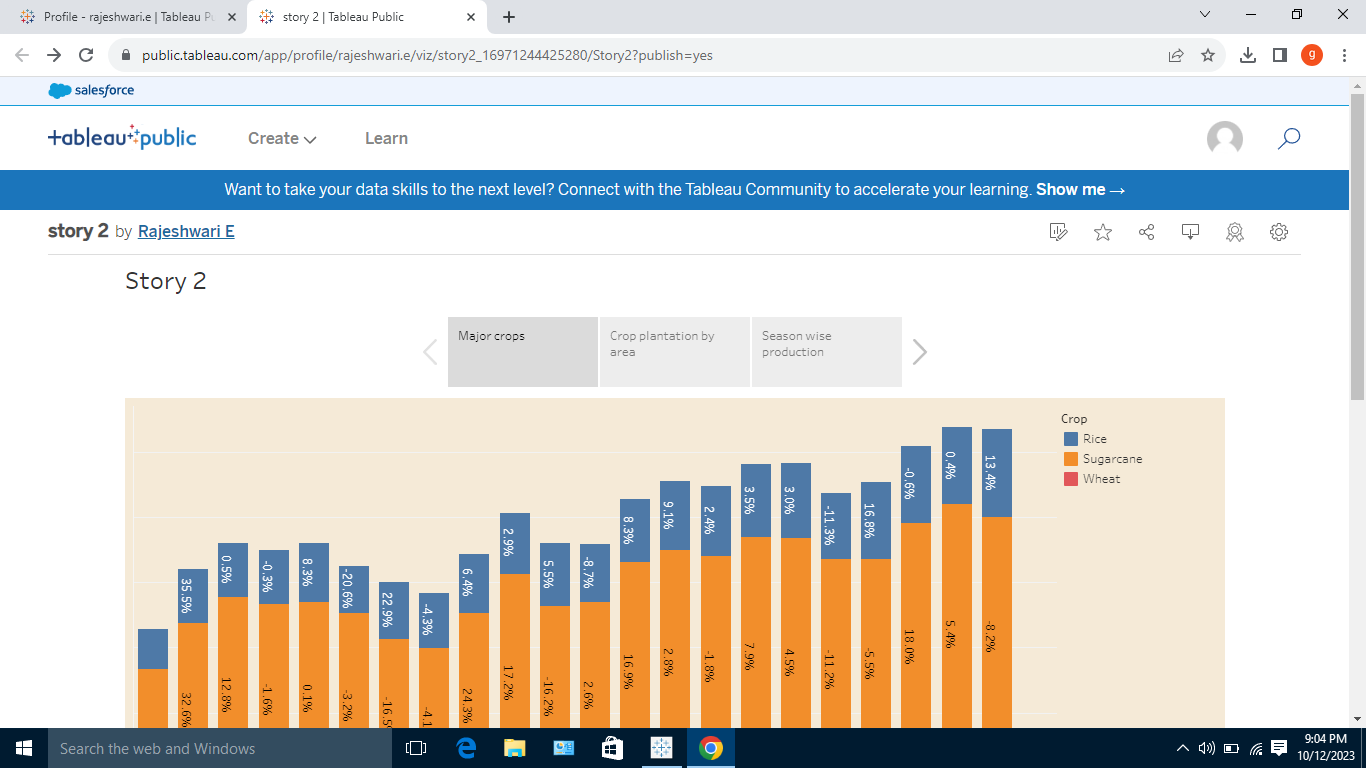 Profile - rajeshwari.e | Tableau Pu
story 2 | Tableau Public
public.tableau.com/app/profile/rajeshwari.e/viz/story2_16971244425280/Story2?publish=yes
g
salesforce
+ableau public
Create
Learn
Want to take your data skills to the next level? Connect with the Tableau Community to accelerate your learning. Show me →
story 2 by Rajeshwari E
Story 2
Major crops
Crop plantation by
area
Season wise
production
Crop
Rice
Sugarcane
Wheat
35.5%
0.5%
-0.3%
8.3%
-20.6%
22.9%
-4.3%
6.4%
2.9%
5.5%
-8.7%
8.3%
9.1%
2.4%
3.5%
3.0%
-11.3%
16.8%
-0.6%
0.4%
13.4%
32.6%
12.8%
-1.6%
0.1%
-3.2%
-16.5
-4.1
24.3%
17.2%
-16.2%
2.6%
16.9%
2.8%
-1.8%
7.9%
4.5%
-11.2%
-5.5%
18.0%
5.4%
-8.2%
Search the web and Windows
9:04 PM
10/12/2023